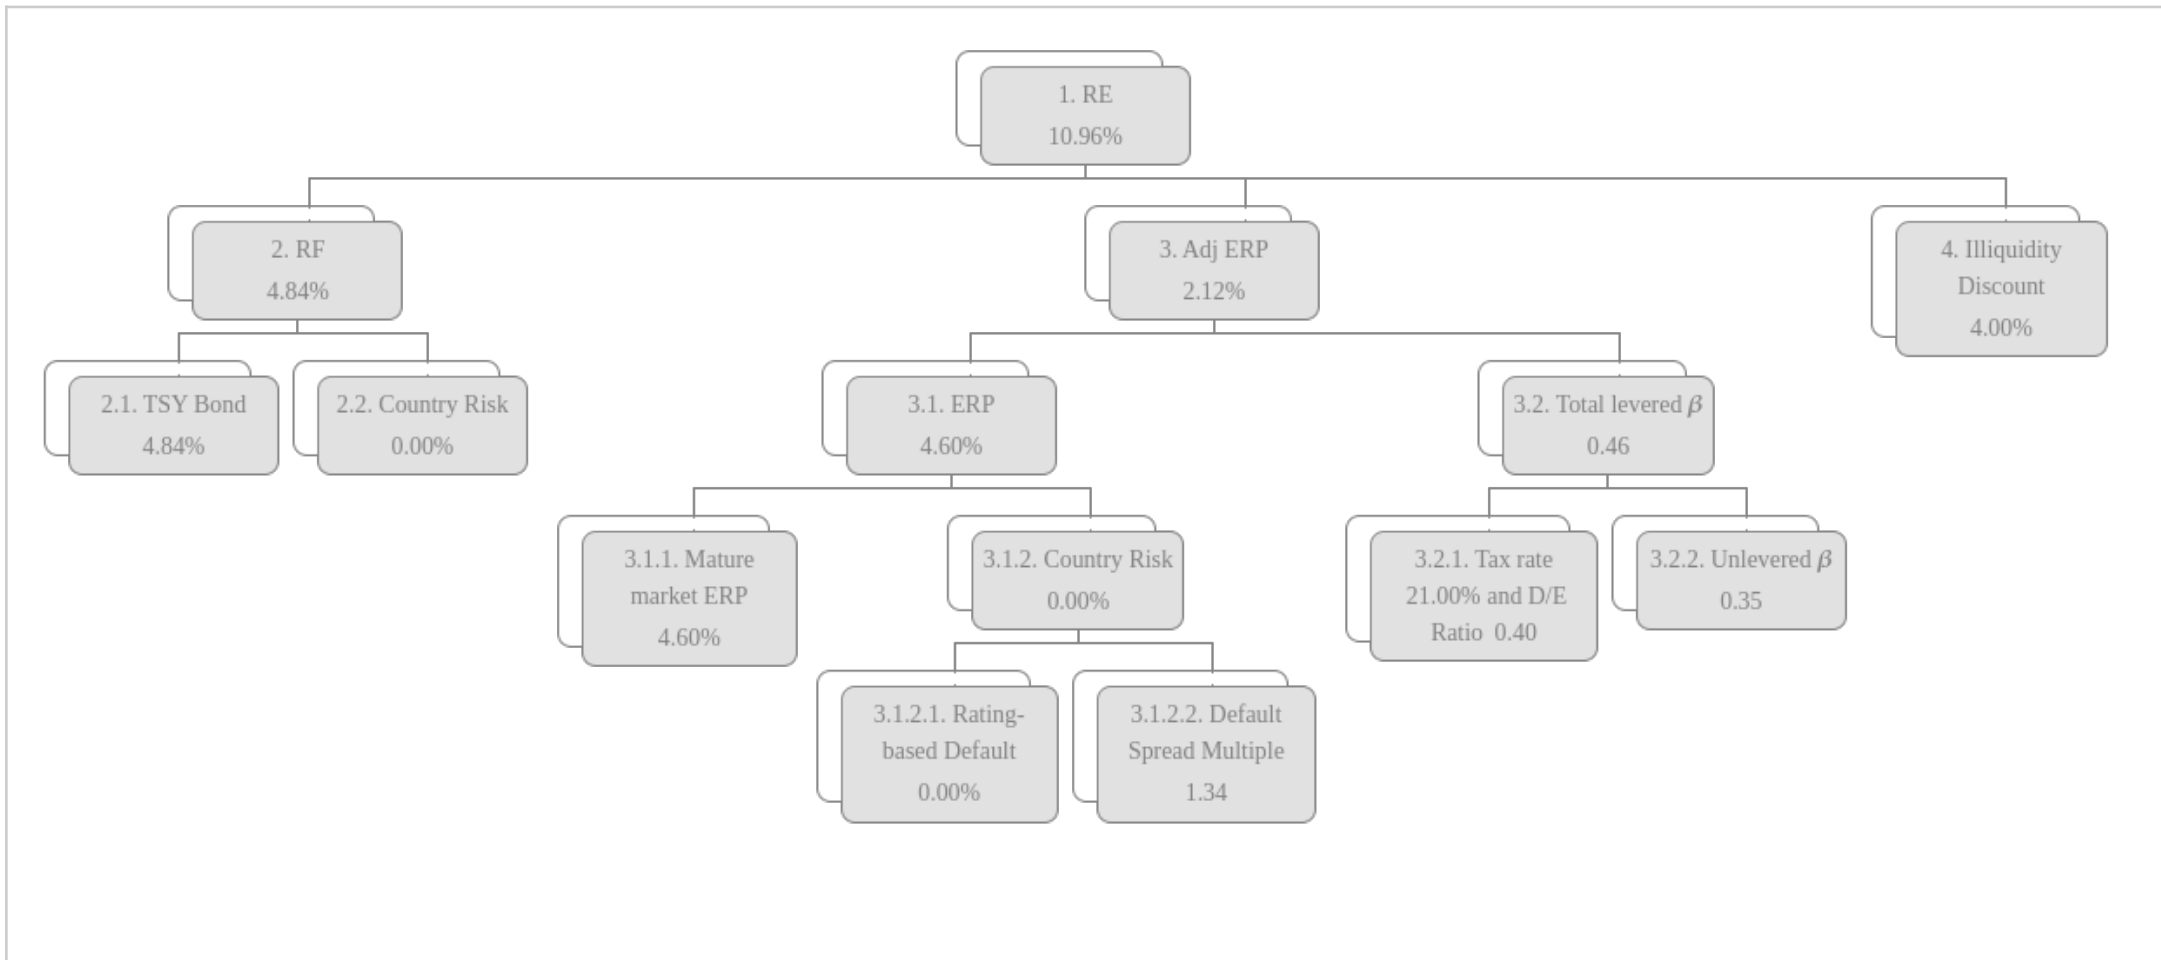 1. RE
10.96%
2. RF
4.84%
3. Adj ERP
2.12%
4. Illiquidity
Discount
4.00%
2.1. TSY Bond
4.84%
2.2. Country Risk
0.00%
3.1. ERP
4.60%
3.2. Total levered β
0.46
3.1.1. Mature
market ERP
4.60%
3.1.2. Country Risk
0.00%
3.2.1. Tax rate
21.00% and D/E
Ratio  0.40
3.2.2. Unlevered β
0.35
3.1.2.1. Rating-
based Default
0.00%
3.1.2.2. Default
Spread Multiple
1.34